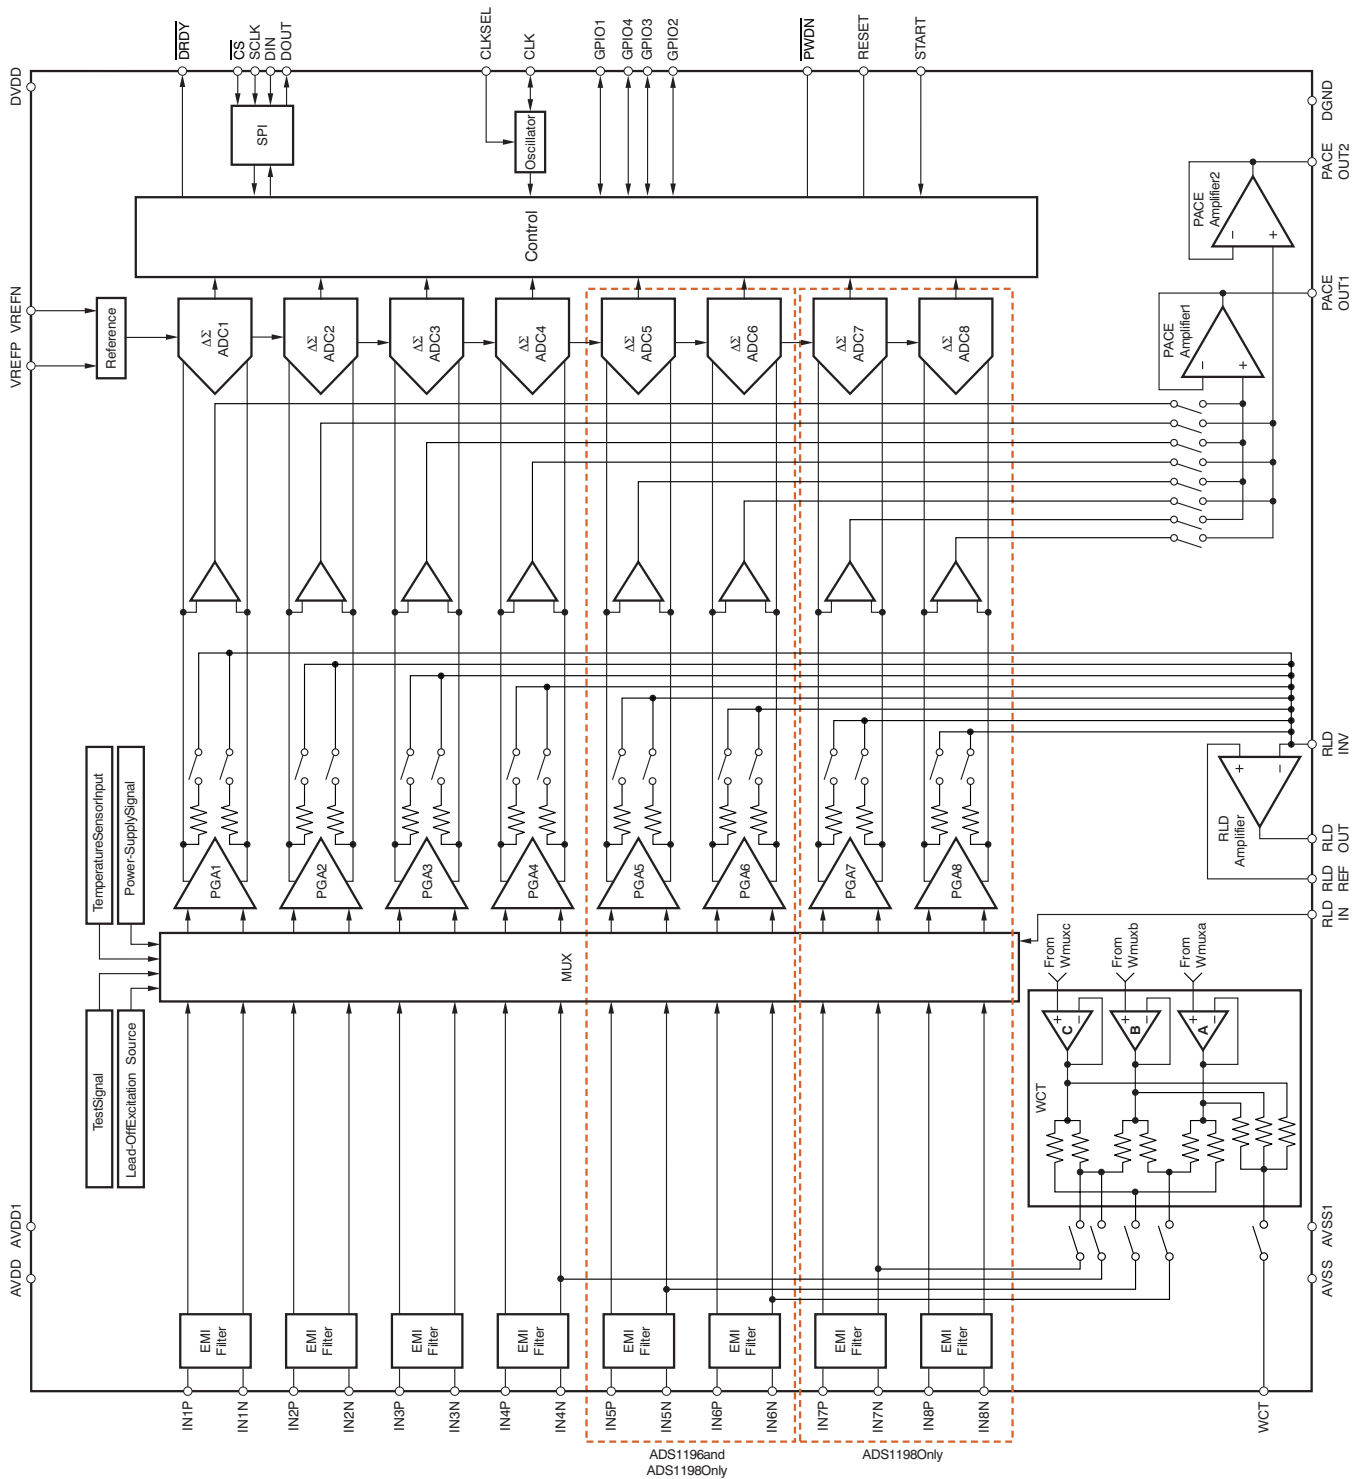 DRDY
CS
SCLK
DIN
DOUT
CLKSEL
CLK
GPIO1
GPIO4
GPIO3
GPIO2
PWDN
RESET
START
DVDD
SPI
Oscillator
DGND
Control
PACE
OUT2
PACE
Amplifier2
−
+
VREFP
VREFN
Reference
ΔΣ
ADC1
ΔΣ
ADC2
ΔΣ
ADC3
ΔΣ
ADC4
ΔΣ
ADC5
ΔΣ
ADC6
ΔΣ
ADC7
ΔΣ
ADC8
PACE
OUT1
PACE
Amplifier1
−
+
TemperatureSensorInput
Power-SupplySignal
PGA1
PGA2
PGA3
PGA4
PGA5
PGA6
PGA7
PGA8
RLD
Amplifier
+
−
RLD
INV
RLD
OUT
RLD
REF
RLD
IN
TestSignal
Lead-OffExcitation Source
MUX
From
Wmuxc
From
Wmuxb
From
Wmuxa
+
−
C
+
−
B
+
−
A
WCT
AVDD1
AVDD
AVSS1
AVSS
EMI
Filter
EMI
Filter
EMI
Filter
EMI
Filter
EMI
Filter
EMI
Filter
EMI
Filter
EMI
Filter
IN1P
IN1N
IN2P
IN2N
IN3P
IN3N
IN4P
IN4N
IN5P
IN5N
IN6P
IN6N
IN7P
IN7N
IN8P
IN8N
WCT
ADS1196and
ADS1198Only
ADS1198Only